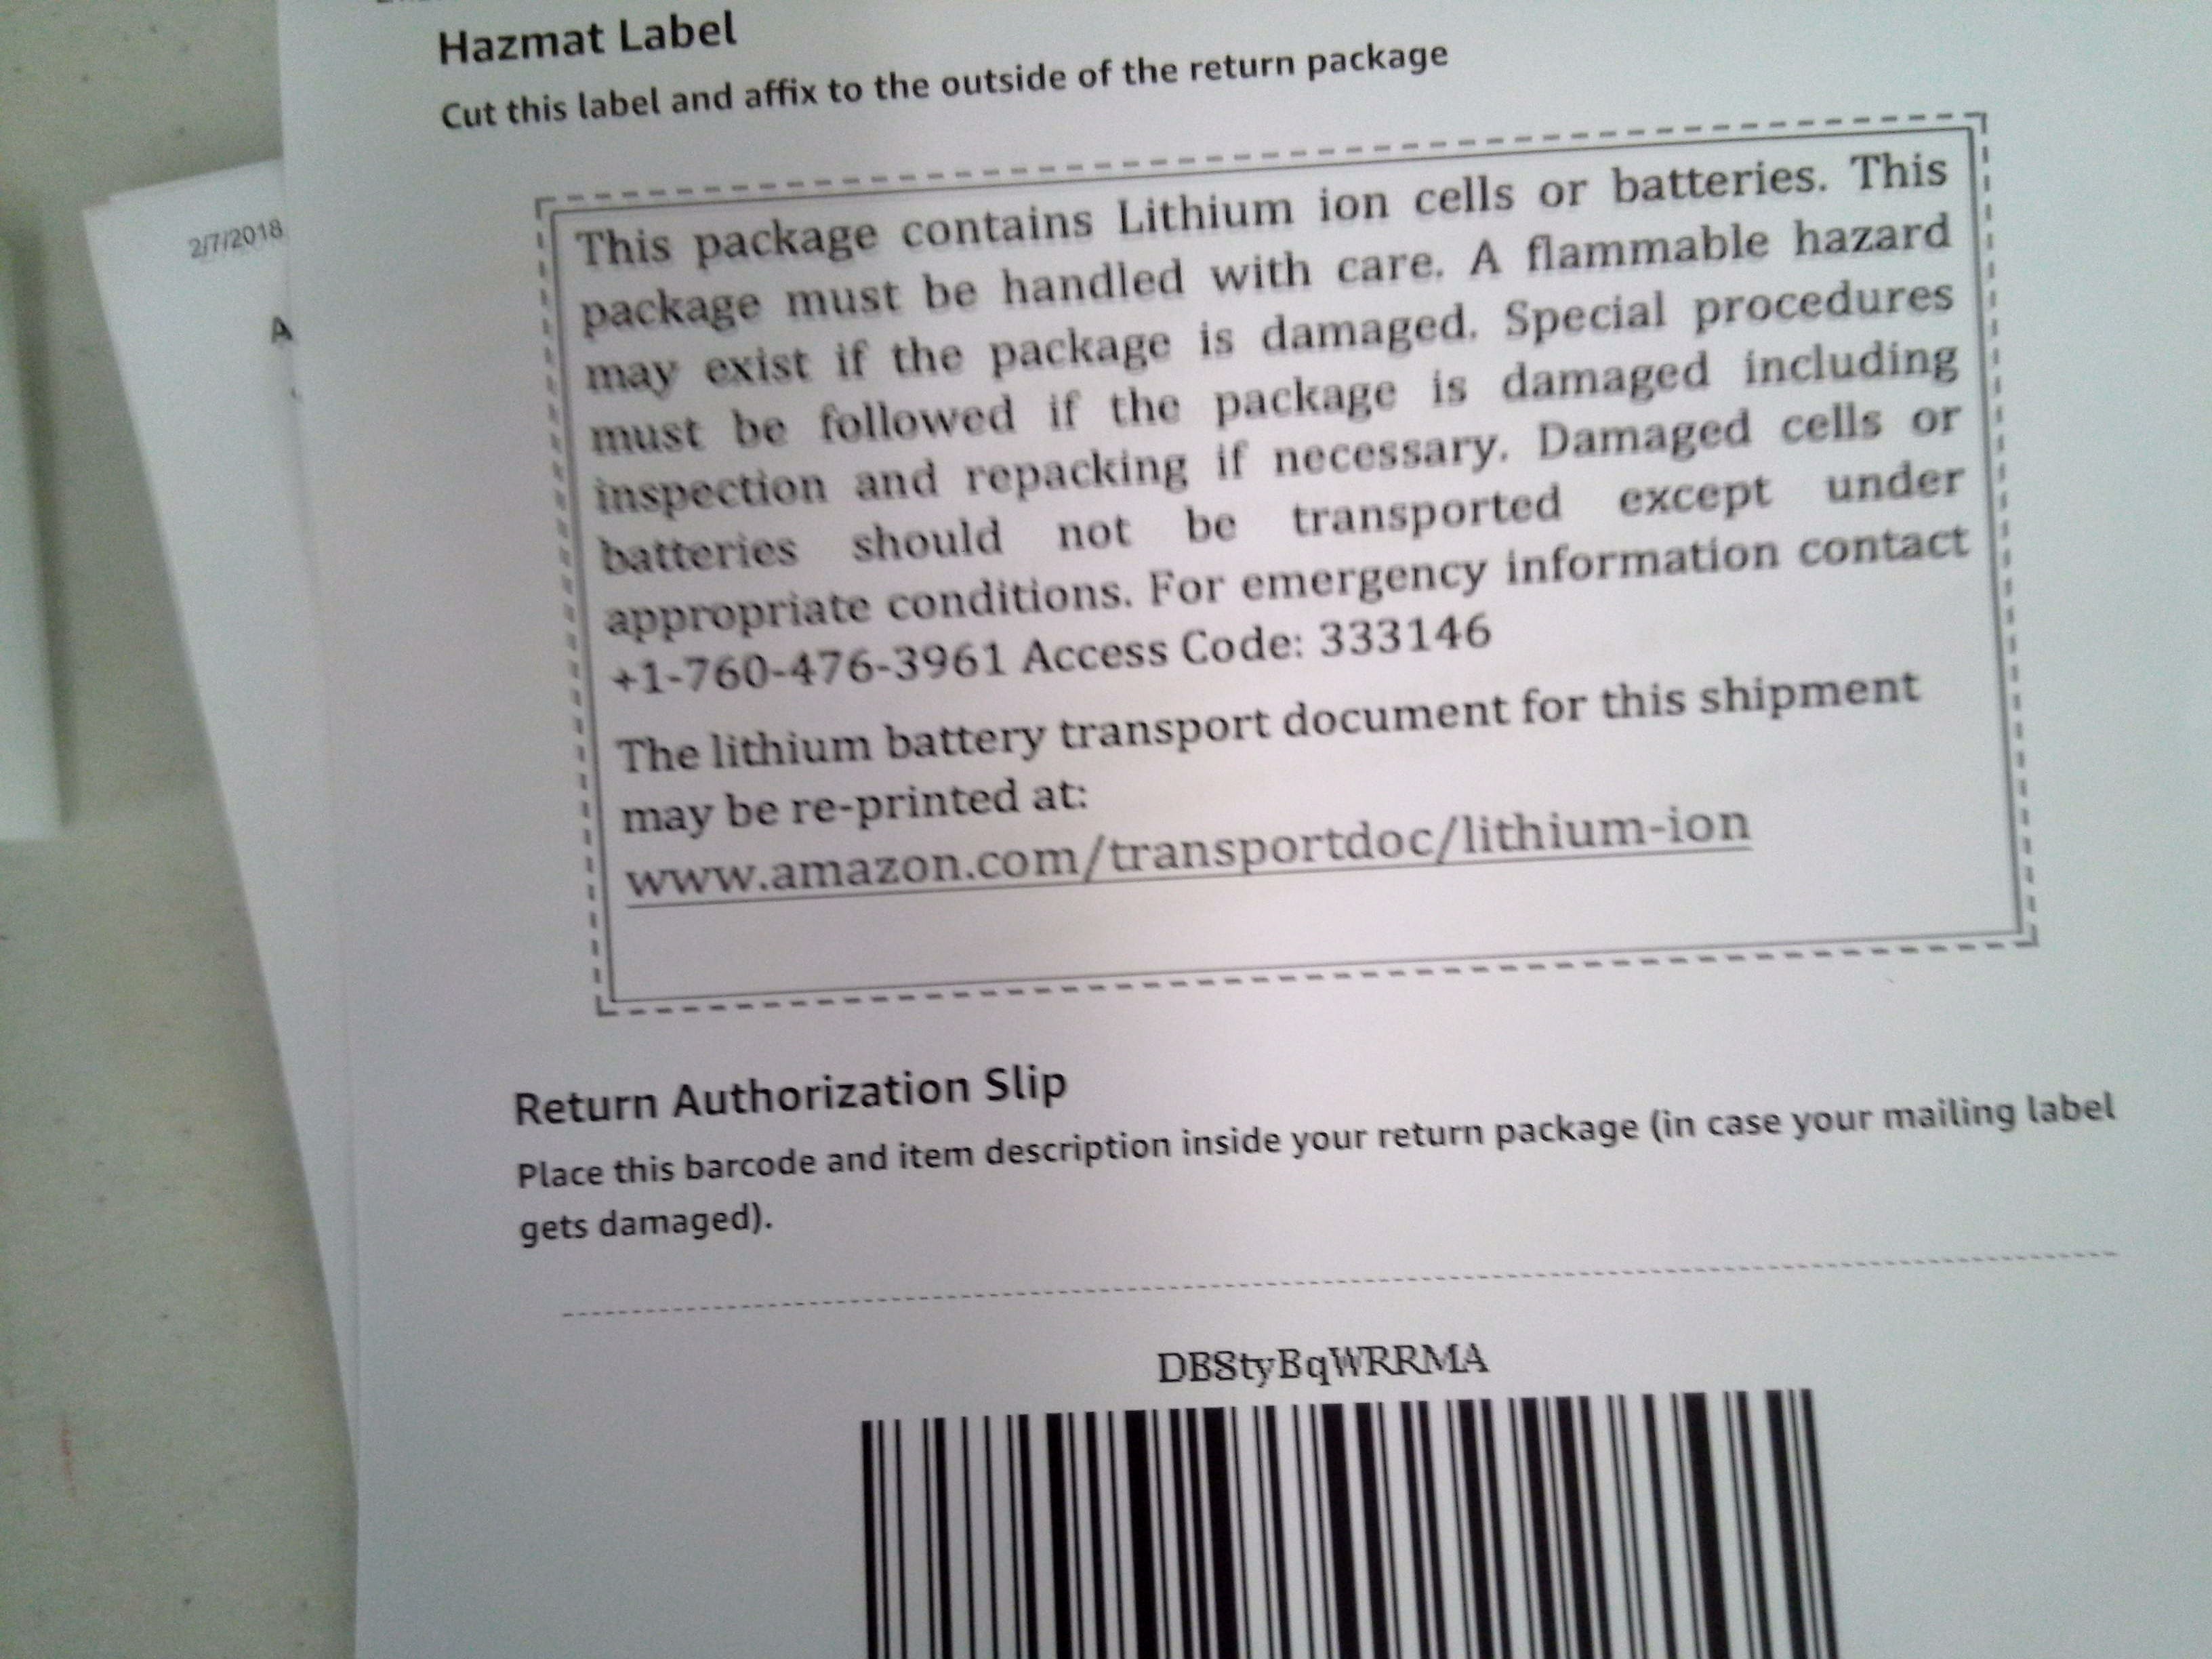 Hazmat Label
Cut this label and affix to the outside of the return package
2/7/2018
A
This package contains Lithium ion cells or batteries. This
package must be handled with care. A flammable hazard
may exist if the package is damaged. Special procedures
must be followed if the package is damaged including
inspection and repacking if necessary. Damaged cells or
batteries should not be transported except under
appropriate conditions. For emergency information contact
+1-760-476-3961 Access Code: 333146
The lithium battery transport document for this shipment
may be re-printed at:
www.amazon.com/transportdoc/lithium-ion
Return Authorization Slip
Place this barcode and item description inside your return package (in case your mailing label
gets damaged).
DBStyBqWRRMA